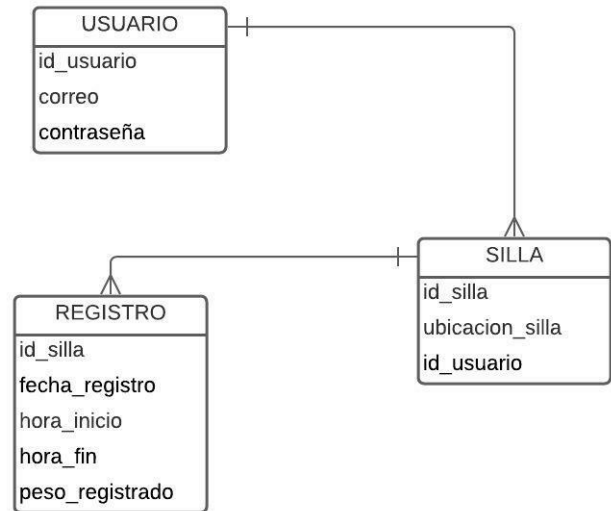 USUARIO
id_usuario
correo
contraseña
SILLA
id_silla
ubicacion_silla
id_usuario
REGISTRO
id_silla
fecha_registro
hora_inicio
hora_fin
peso_registrado